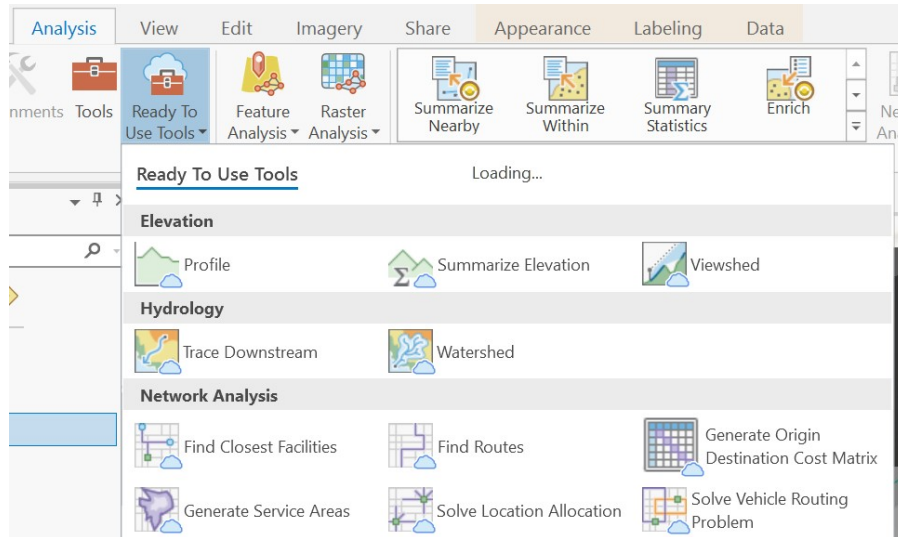 Analysis View Edit Imagery Share Appearance Labeling Data
Tools
Ready To
Use Tools
Feature
Analysis
Raster
Analysis
Summarize
Nearby
Summarize
Within
Summary
Statistics
Enrich
Ready To Use Tools Loading...
Elevation
Profile Summarize Elevation Viewshed
Hydrology
Trace Downstream Watershed
Network Analysis
Find Closest Facilities Find Routes
Generate Origin
Destination Cost Matrix
Generate Service Areas Solve Location Allocation
Solve Vehicle Routing
Problem